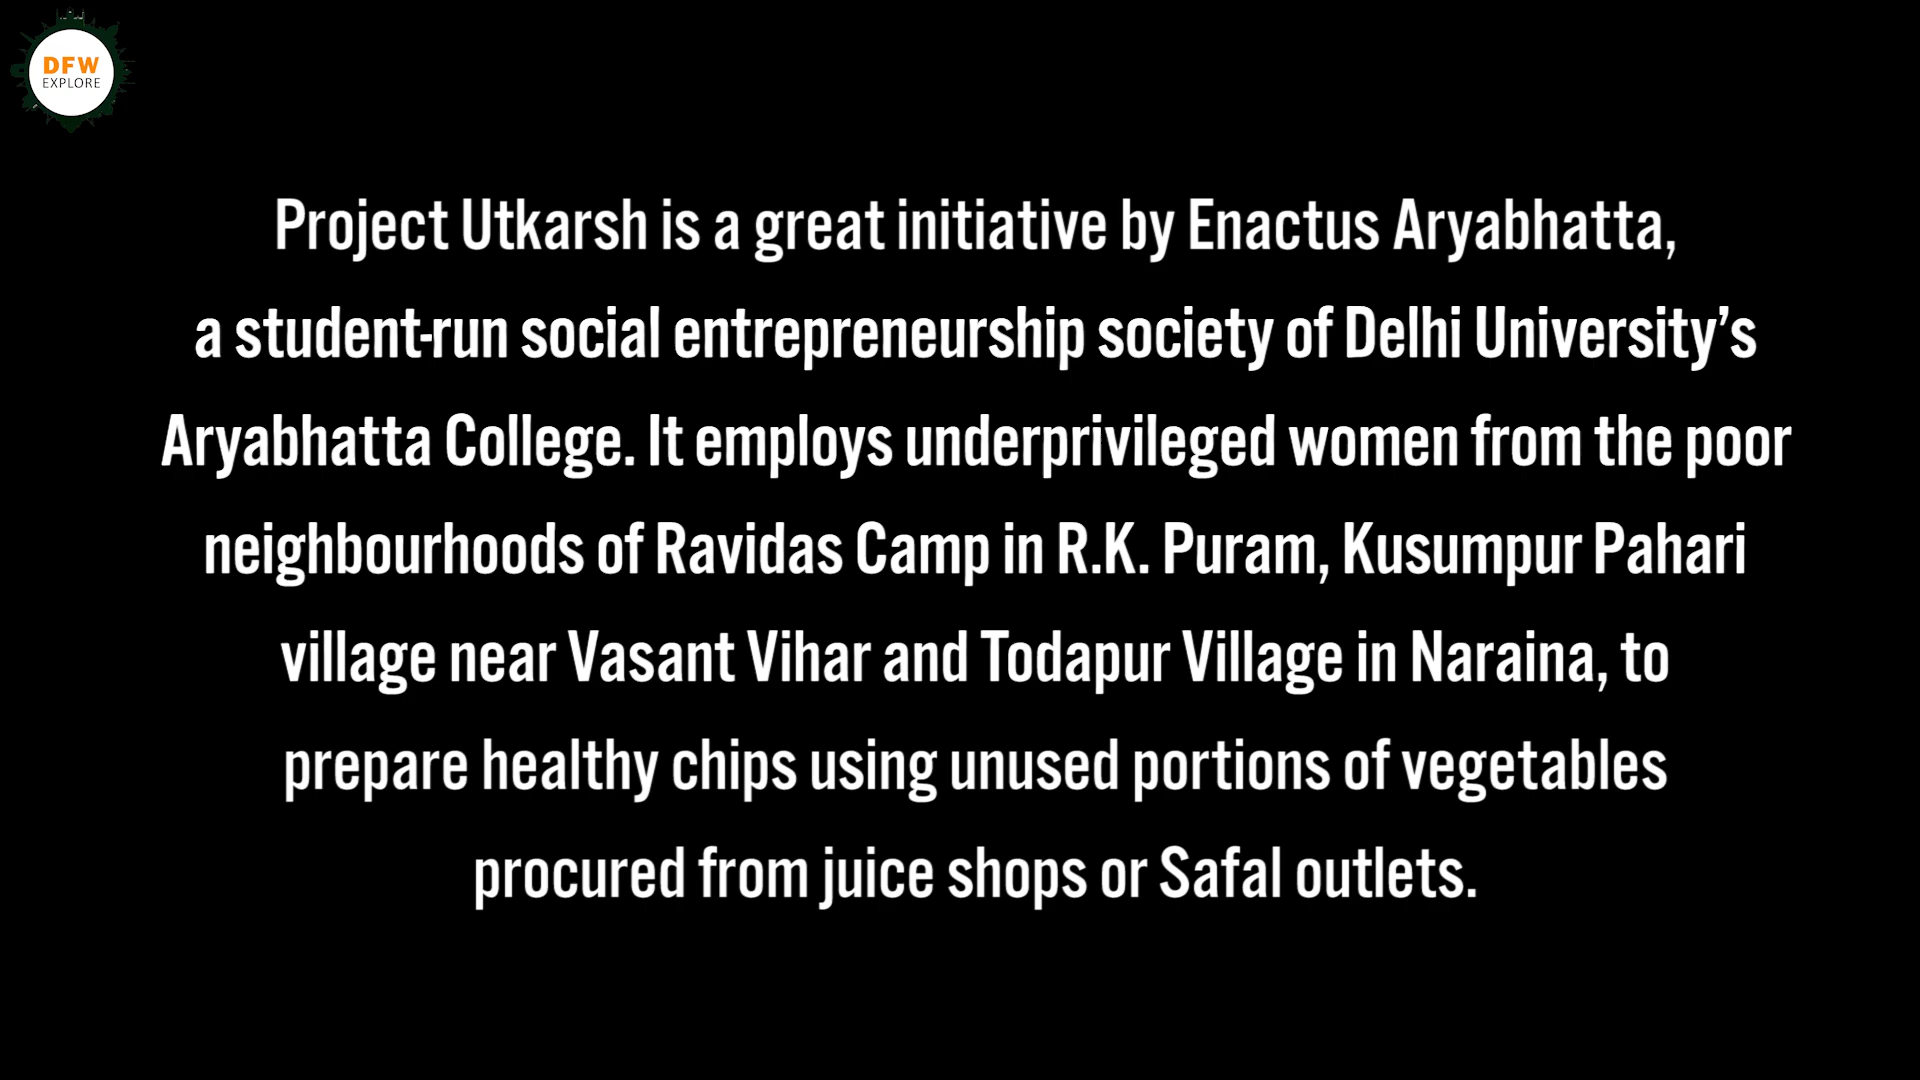 DFW
EXPLORE
Project Utkarsh is a great initiative by Enactus Aryabhatta,
a student-run social entrepreneurship society of Delhi University’s
Aryabhatta College. It employs underprivileged women from the poor
neighbourhoods of Ravidas Camp in R.K. Puram, Kusumpur Pahari
village near Vasant Vihar and Todapur Village in Naraina, to
prepare healthy chips using unused portions of vegetables
procured from juice shops or Safal outlets.